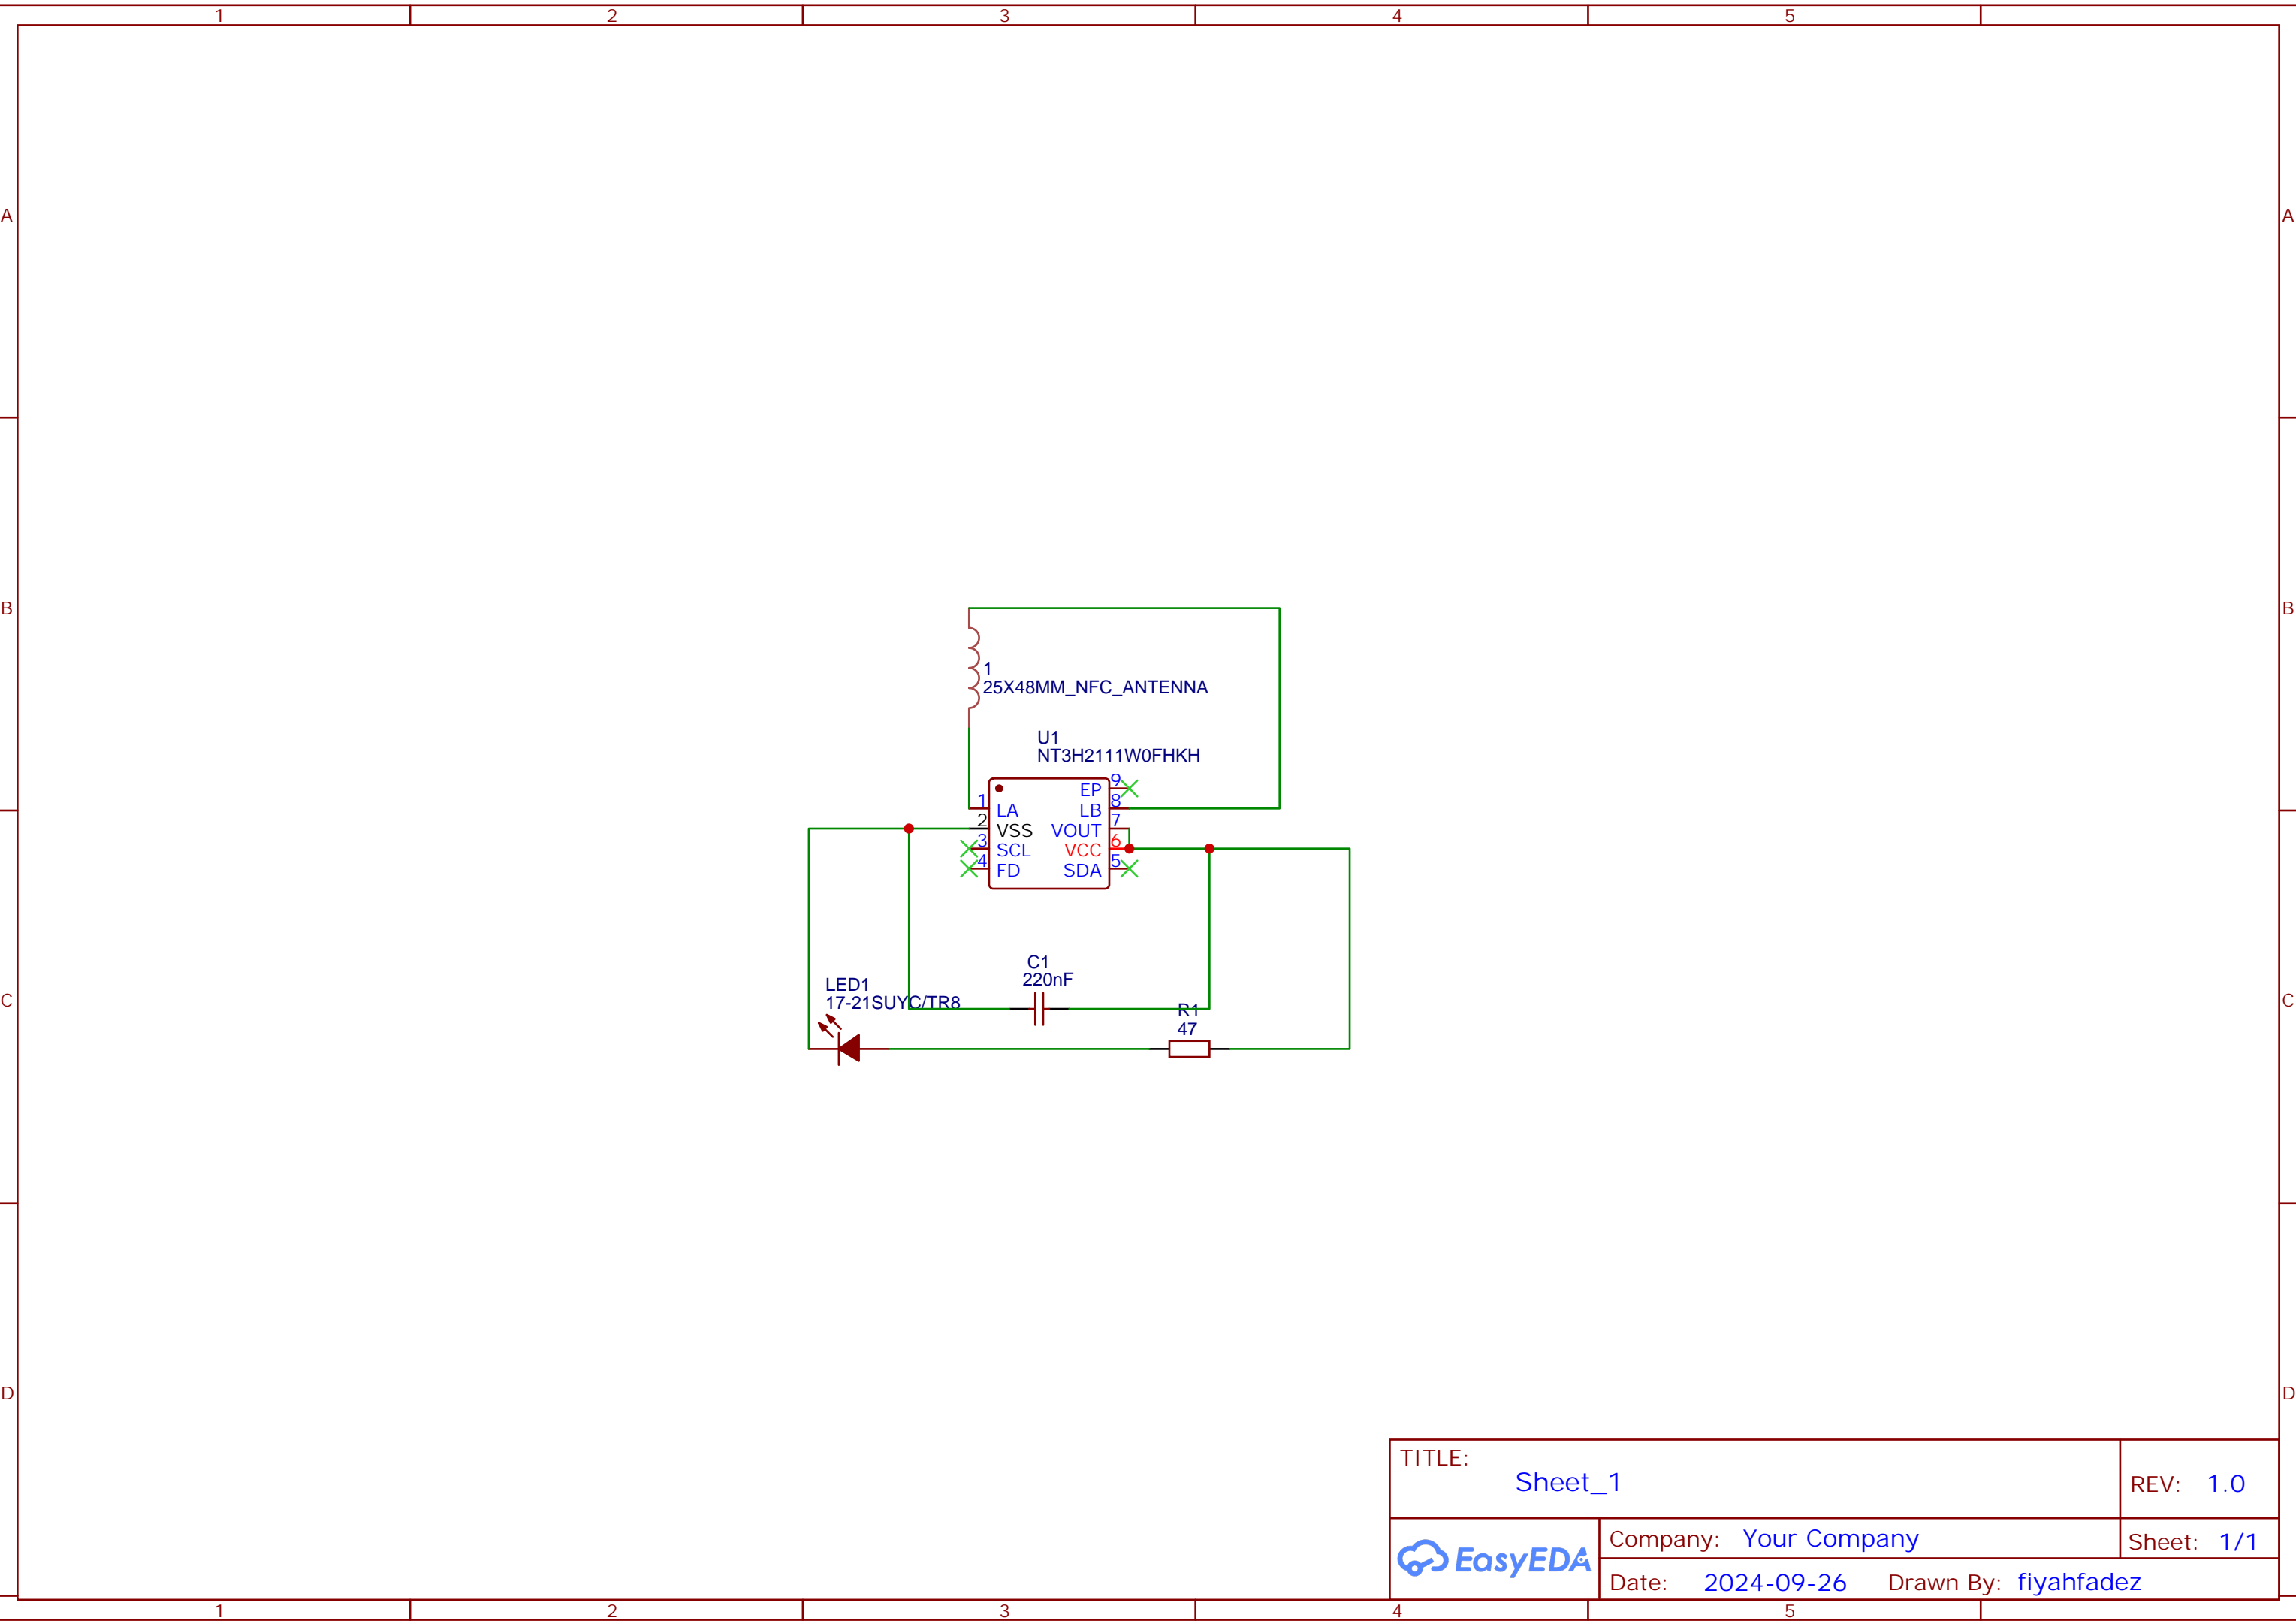 1 2 3 4 5
A A
B B
1
25X48MM_NFC_ANTENNA
U1
NT3H2111W0FHKH
EP 9
1 LA LB 8
2 VSS VOUT 7
3 SCL VCC 6
4 FD SDA 5
C1
220nF
LED1
17-21SUYC/TR8
C C
R1
47
D D
TITLE:
Sheet_1
REV: 1.0
EasyEDA
Company: Your Company
Sheet: 1/1
Date: 2024-09-26 Drawn By: fiyahfadez
1 2 3 4 5